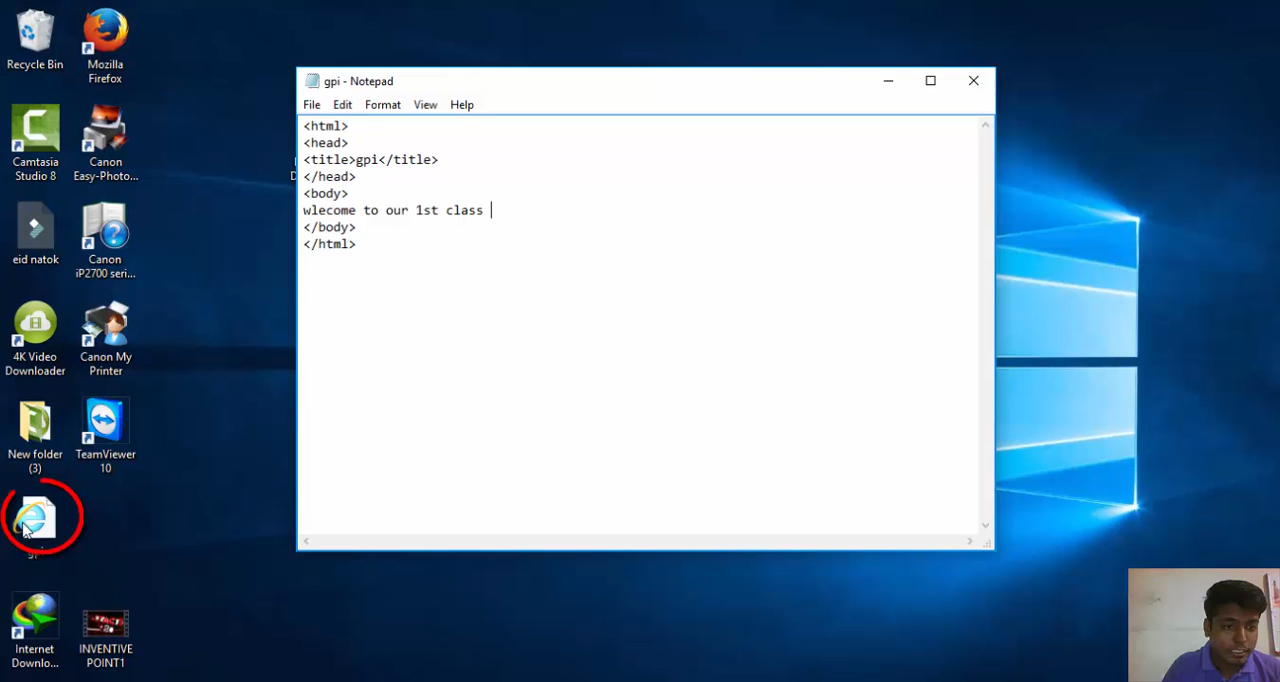 Recycle Bin
Mozilla
Firefox
Camtasia
Studio 8
Canon
Easy-Photo...
eid natok
Canon
iP2700 seri...
4K Video
Downloader
Canon My
Printer
New folder
(3)
TeamViewer
10
gpi
Internet
Downlo...
INVENTIVE
POINT1
gpi - Notepad
File Edit Format View Help
<html>
<head>
<title>gpi</title>
</head>
<body>
wlecome to our 1st class
</body>
</html>